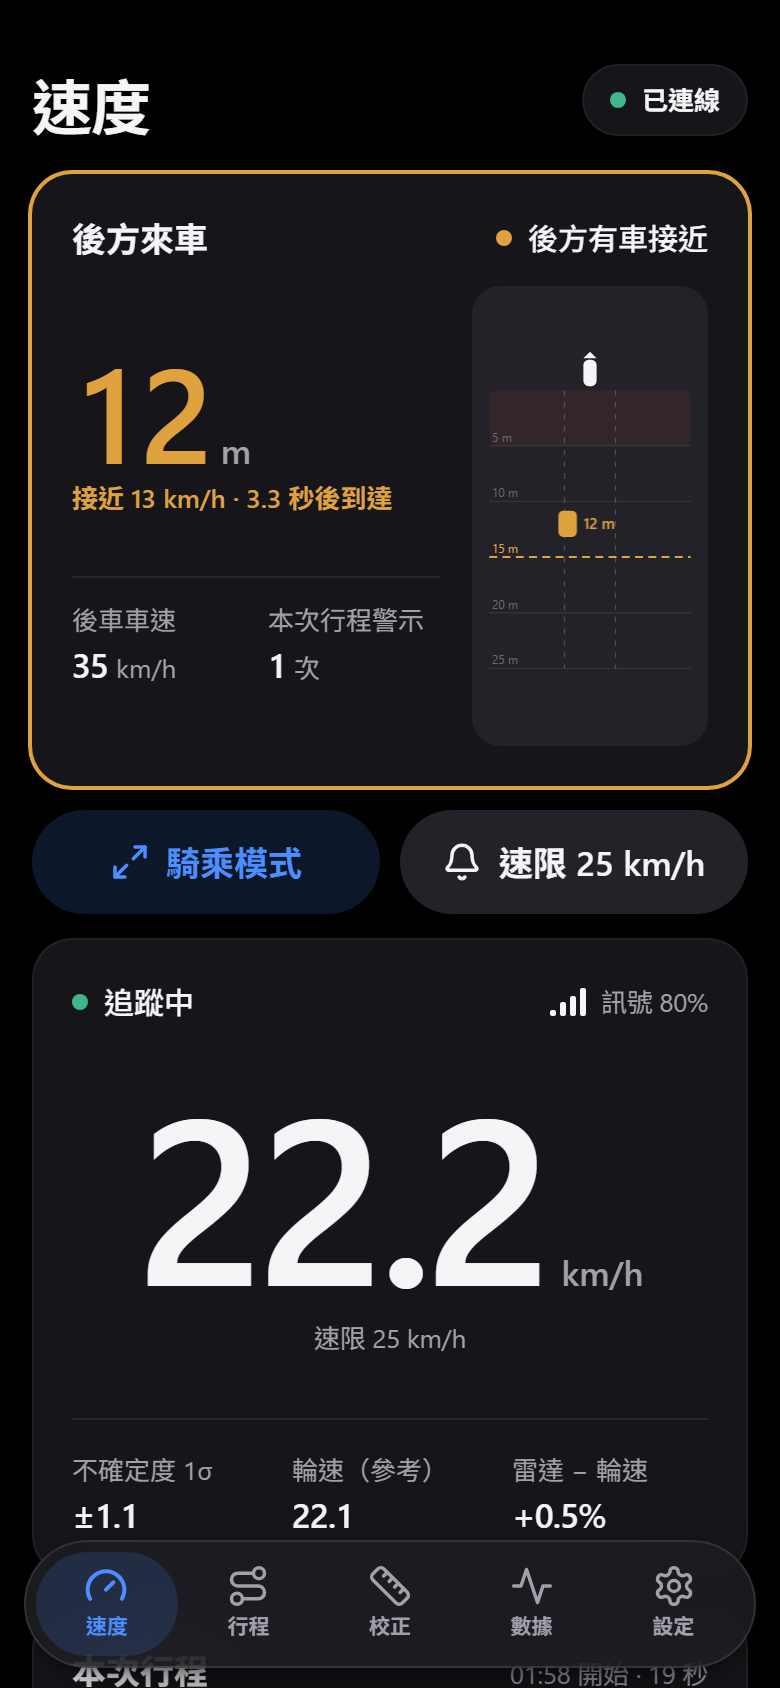 速度
已連線
後方來車
後方有車接近
12 m
接近 13 km/h · 3.3 秒後到達
後車車速
本次行程警示
35 km/h
1 次
5 m
10 m
12 m
15 m
20 m
25 m
騎乘模式
速限 25 km/h
追蹤中
訊號 80%
22.2 km/h
速限 25 km/h
不確定度 1σ
輪速（參考）
雷達 − 輪速
±1.1
22.1
+0.5%
速度
行程
校正
數據
設定
本次行程
01:58 開始 · 19 秒